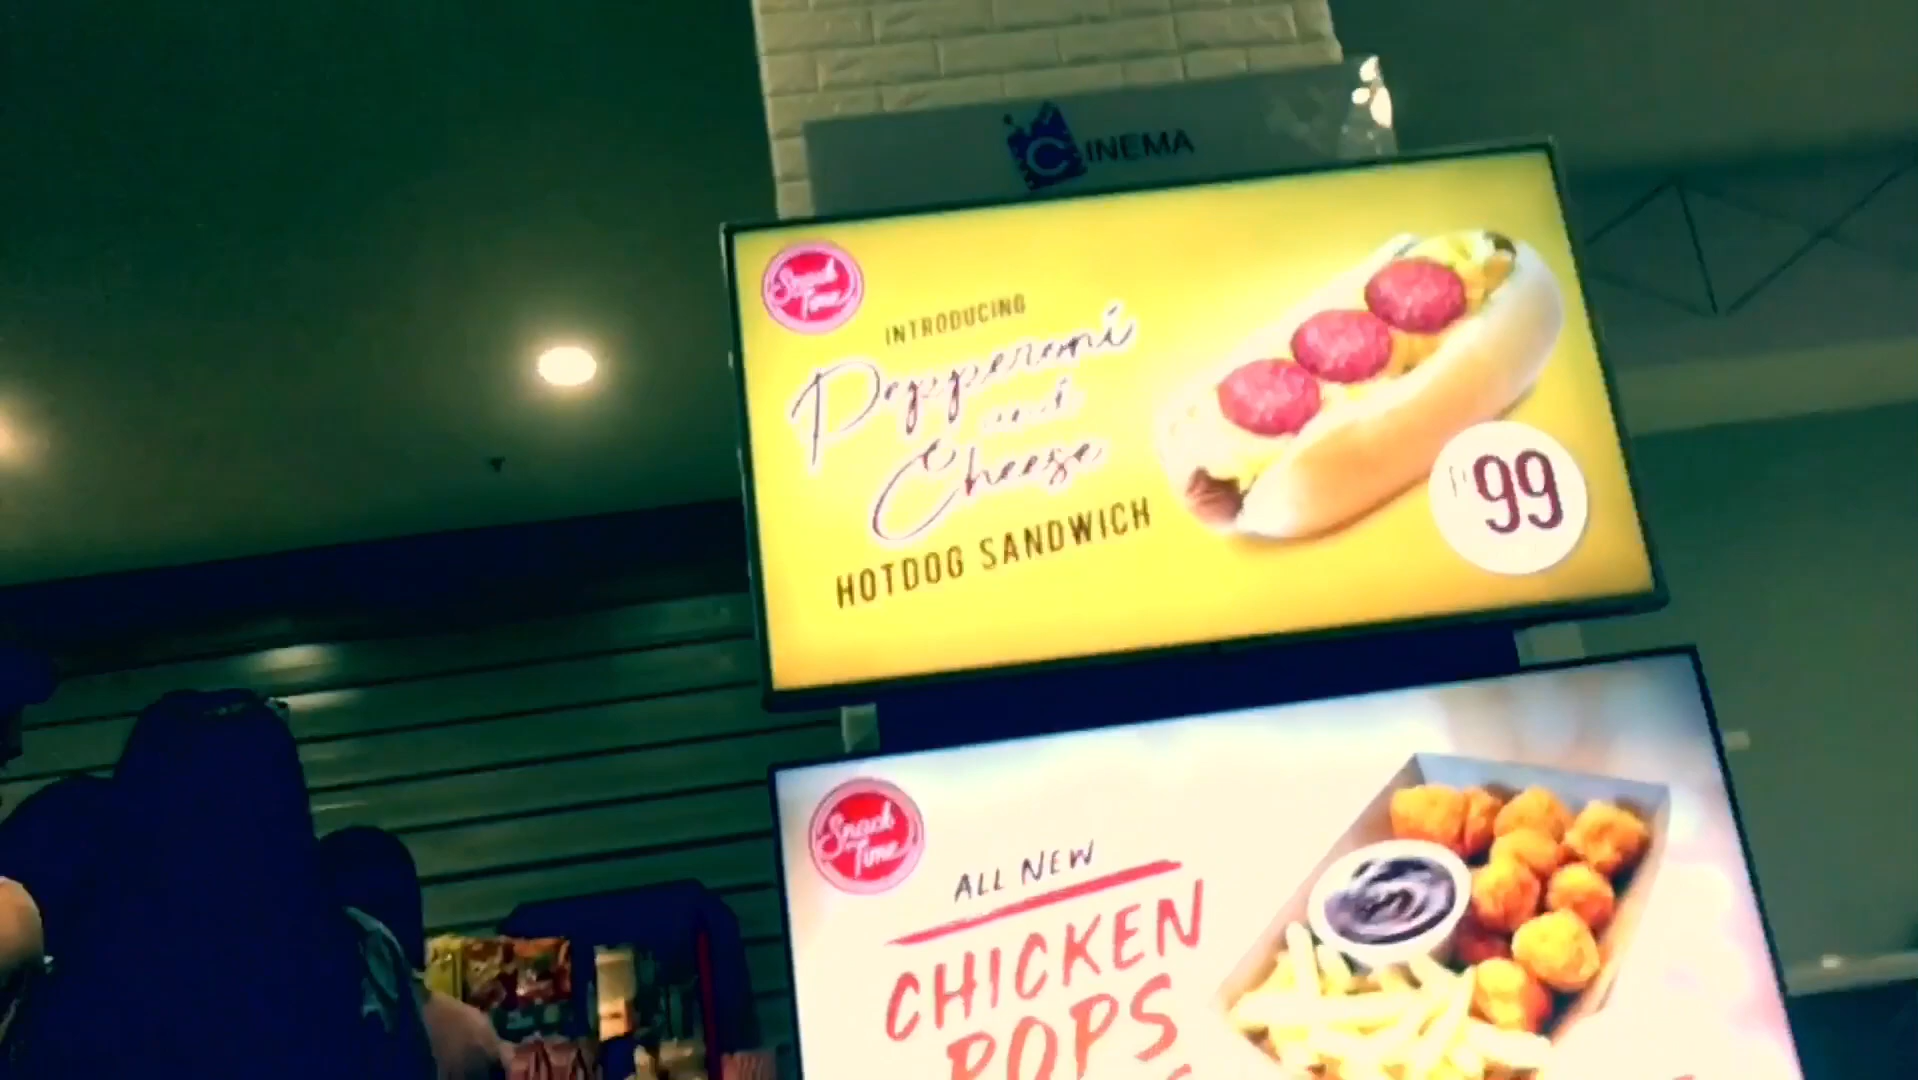 CINEMA
Snack
Time
INTRODUCING
Pepperoni
and
Cheese
HOTDOG SANDWICH
99
Snack
Time
ALL NEW
CHICKEN
POPS